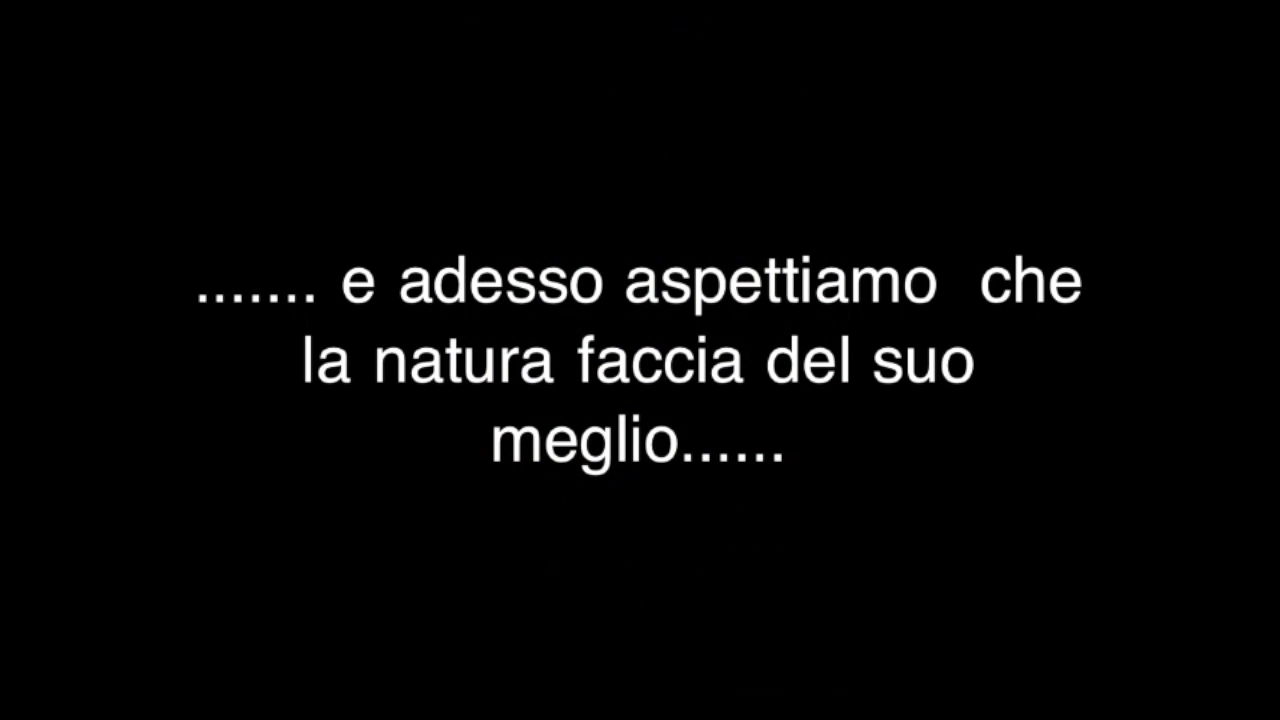 ....... e adesso aspettiamo  che
la natura faccia del suo
meglio......